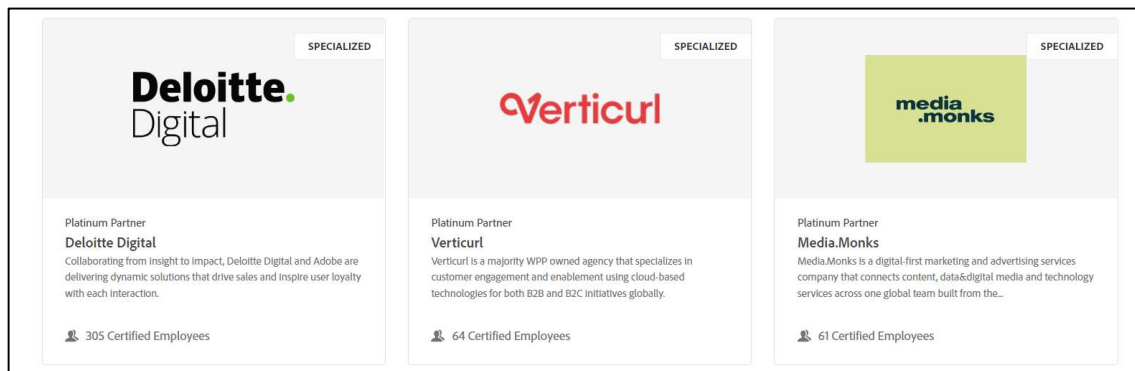 SPECIALIZED
Deloitte.
Digital
Platinum Partner
Deloitte Digital
Collaborating from insight to impact, Deloitte Digital and Adobe are
delivering dynamic solutions that drive sales and inspire user loyalty
with each interaction.
305 Certified Employees
SPECIALIZED
Verticurl
Platinum Partner
Verticurl
Verticurl is a majority WPP owned agency that specializes in
customer engagement and enablement using cloud-based
technologies for both B2B and B2C initiatives globally.
64 Certified Employees
SPECIALIZED
media
.monks
Platinum Partner
Media.Monks
Media.Monks is a digital-first marketing and advertising services
company that connects content, data&digital media and technology
services across one global team built from the...
61 Certified Employees